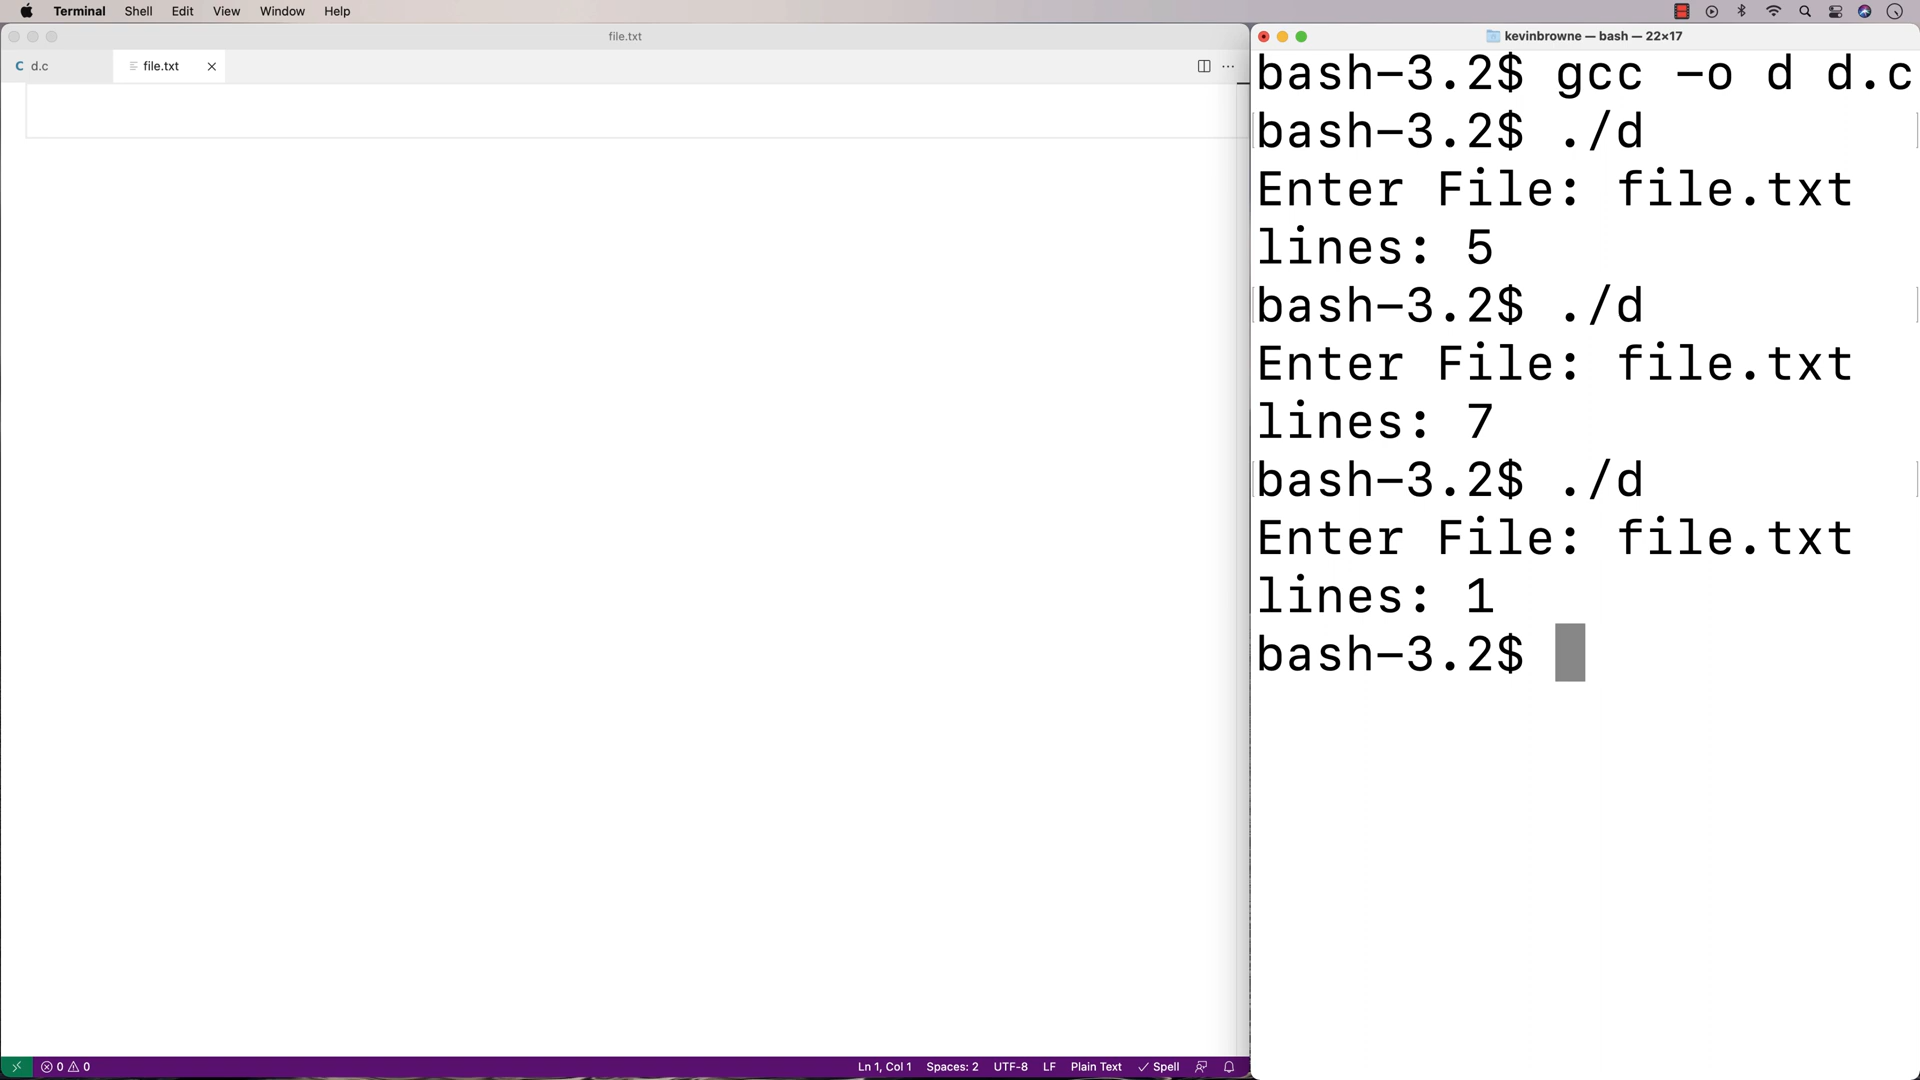 Terminal Shell Edit View Window Help
file.txt
d.c file.txt
Ln 1, Col 1 Spaces: 2 UTF-8 LF Plain Text Spell
0 0
kevinbrowne — bash — 22×17
bash-3.2$ gcc -o d d.c
bash-3.2$ ./d
Enter File: file.txt
lines: 5
bash-3.2$ ./d
Enter File: file.txt
lines: 7
bash-3.2$ ./d
Enter File: file.txt
lines: 1
bash-3.2$